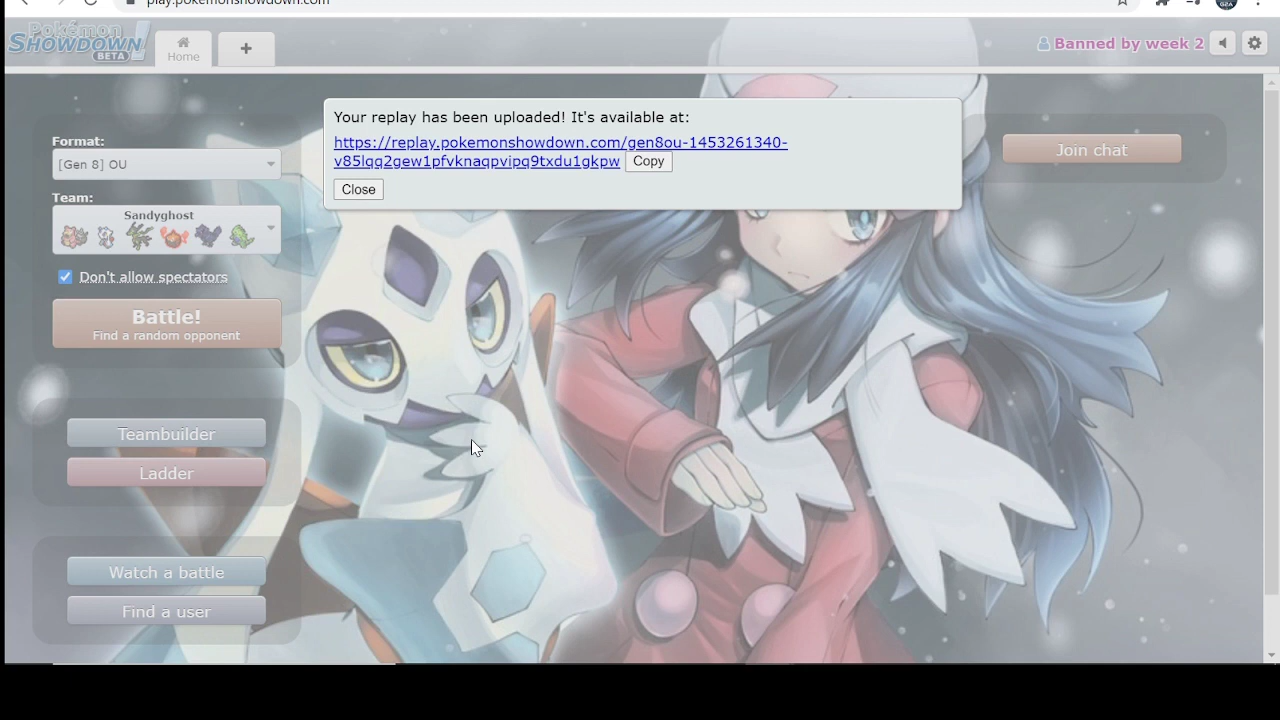 play.pokemonshowdown.com
Pokémon
SHOWDOWN!
BETA
Home
+
Banned by week 2
Your replay has been uploaded! It's available at:
https://replay.pokemonshowdown.com/gen8ou-1453261340-
v85lqq2qew1pfvknaqpvipq9txdu1gkpw Copy
Close
Format:
[Gen 8] OU
Team:
Sandyghost
Don't allow spectators
Battle!
Find a random opponent
Teambuilder
Ladder
Watch a battle
Find a user
Join chat